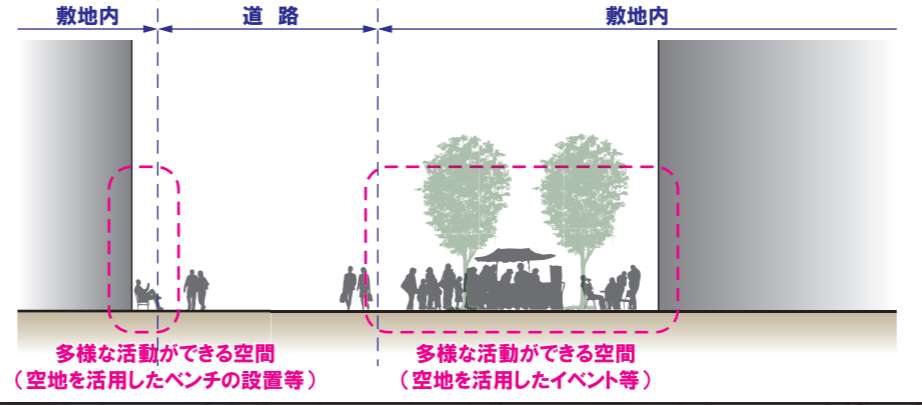 敷地内
道 路
敷地内
多様な活動ができる空間
（空地を活用したベンチの設置等）
多様な活動ができる空間
（空地を活用したイベント等）